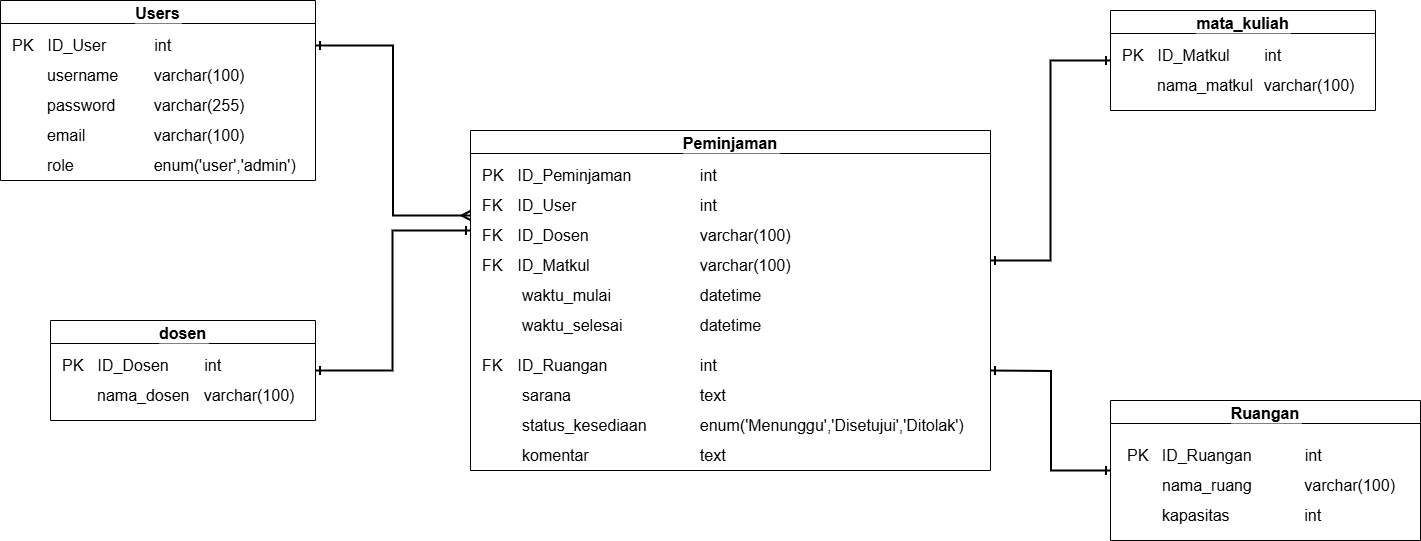 Users
PK ID_User int
username varchar(100)
password varchar(255)
email varchar(100)
role enum('user','admin')
mata_kuliah
PK ID_Matkul int
nama_matkul varchar(100)
Peminjaman
PK ID_Peminjaman int
FK ID_User int
FK ID_Dosen varchar(100)
FK ID_Matkul varchar(100)
waktu_mulai datetime
waktu_selesai datetime
FK ID_Ruangan int
sarana text
status_kesediaan enum('Menunggu','Disetujui','Ditolak')
komentar text
dosen
PK ID_Dosen int
nama_dosen varchar(100)
Ruangan
PK ID_Ruangan int
nama_ruang varchar(100)
kapasitas int